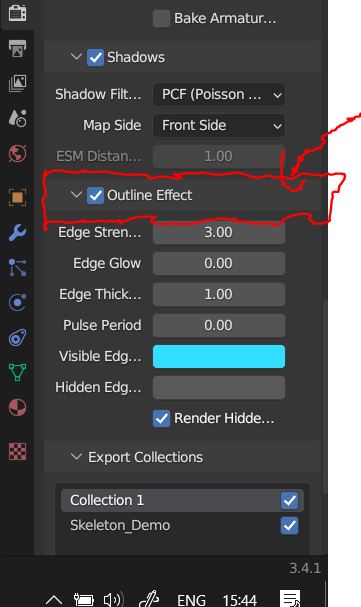 Bake Armatur...
Shadows
Shadow Filt... PCF (Poisson ...
Map Side Front Side
ESM Distan... 1.00
Outline Effect
Edge Stren... 3.00
Edge Glow 0.00
Edge Thick... 1.00
Pulse Period 0.00
Visible Edg...
Hidden Edg...
Render Hidde...
Export Collections
Collection 1
Skeleton_Demo
3.4.1
ENG 15:44